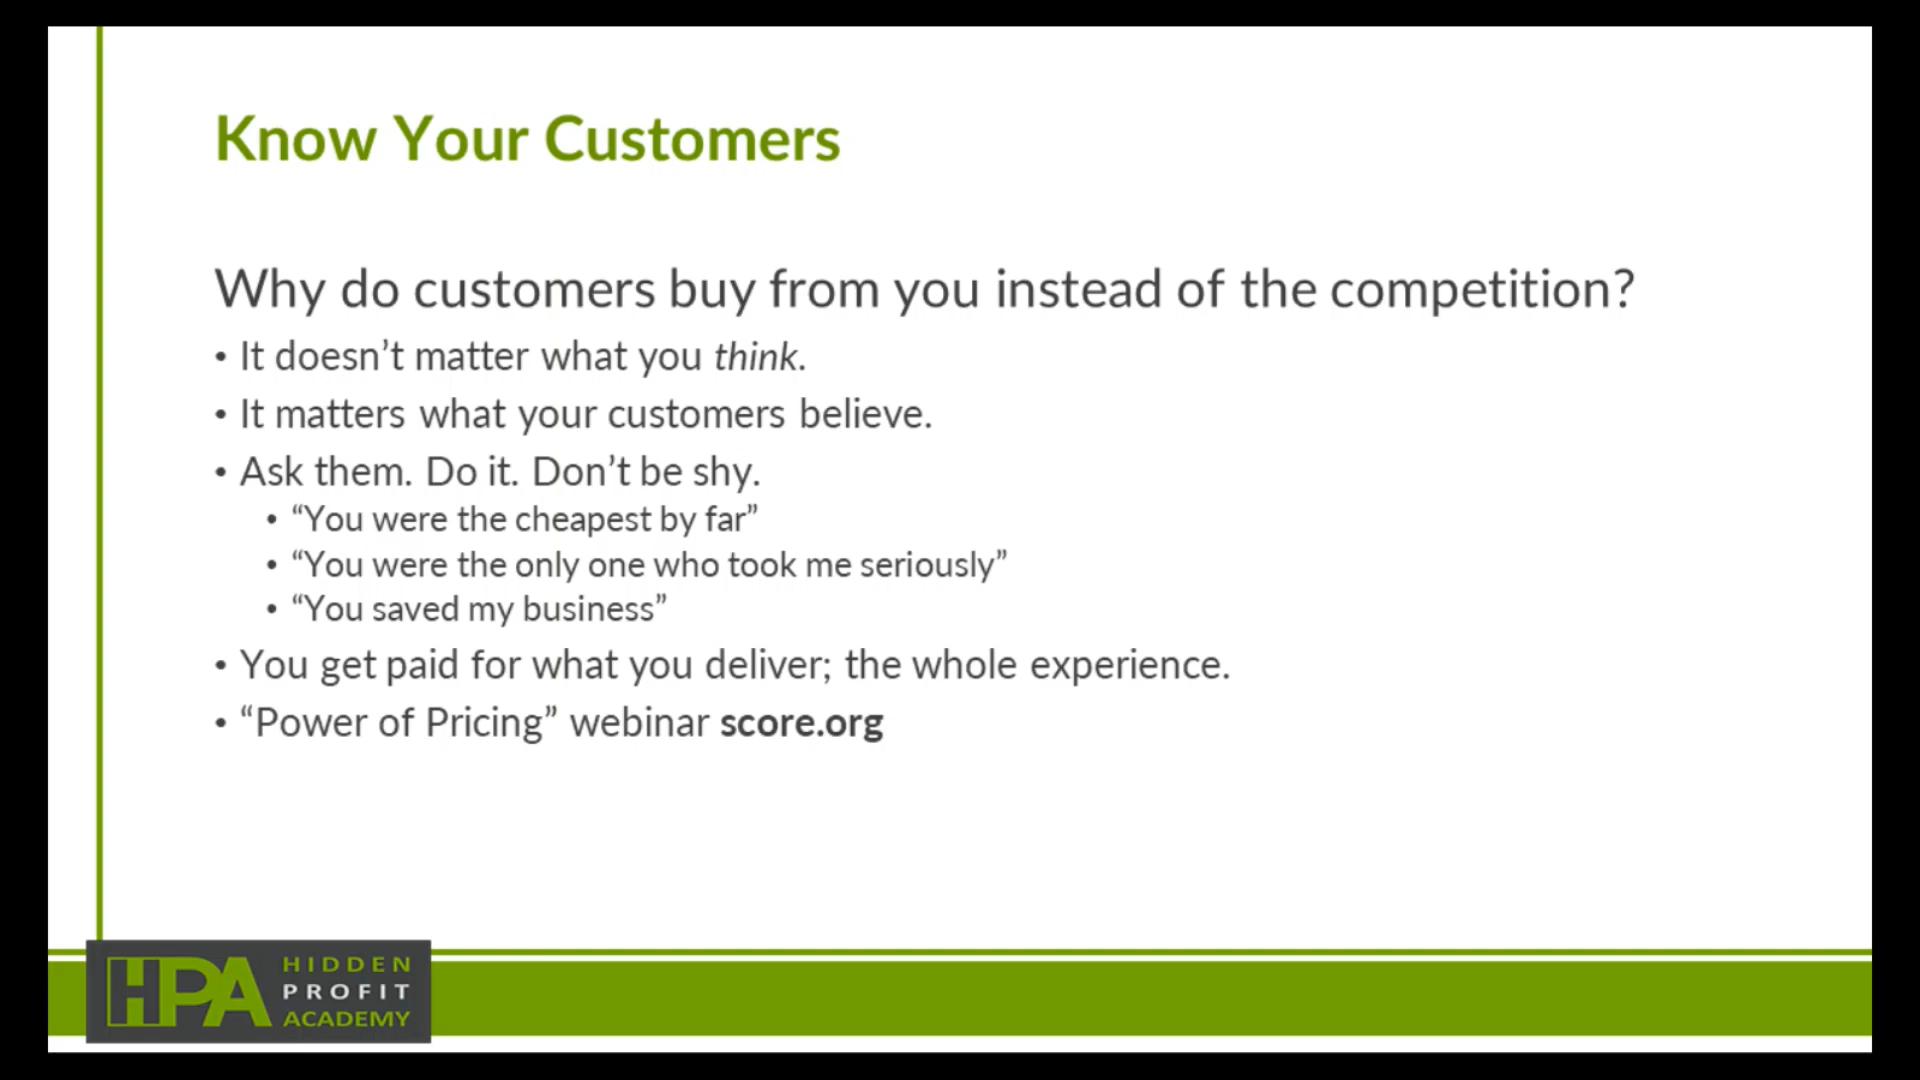 Know Your Customers
Why do customers buy from you instead of the competition?
• It doesn’t matter what you think.
• It matters what your customers believe.
• Ask them. Do it. Don’t be shy.
• “You were the cheapest by far”
• “You were the only one who took me seriously”
• “You saved my business”
• You get paid for what you deliver; the whole experience.
• “Power of Pricing” webinar score.org
HPA
HIDDEN
PROFIT
ACADEMY